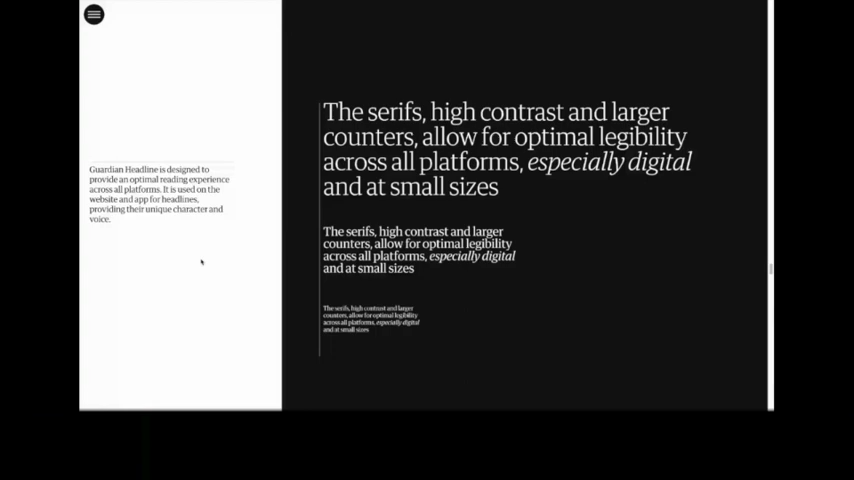 Guardian Headline is designed to
provide an optimal reading experience
across all platforms. It is used on the
website and app for headlines,
providing their unique character and
voice.
The serifs, high contrast and larger
counters, allow for optimal legibility
across all platforms, especially digital
and at small sizes
The serifs, high contrast and larger
counters, allow for optimal legibility
across all platforms, especially digital
and at small sizes
The serifs, high contrast and larger
counters, allow for optimal legibility
across all platforms, especially digital
and at small sizes